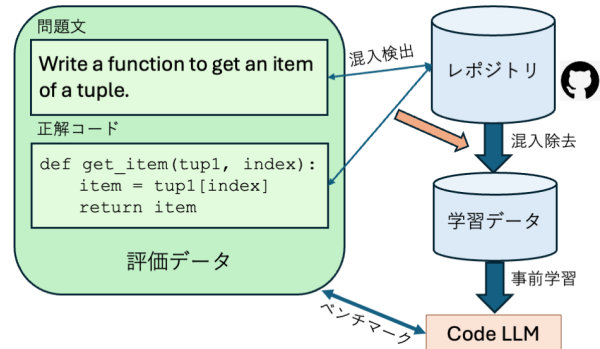 問題文
Write a function to get an item
of a tuple.
正解コード
def get_item(tup1, index):
item = tup1[index]
return item
評価データ
混入検出
レポジトリ
混入除去
学習データ
事前学習
ベンチマーク
Code LLM